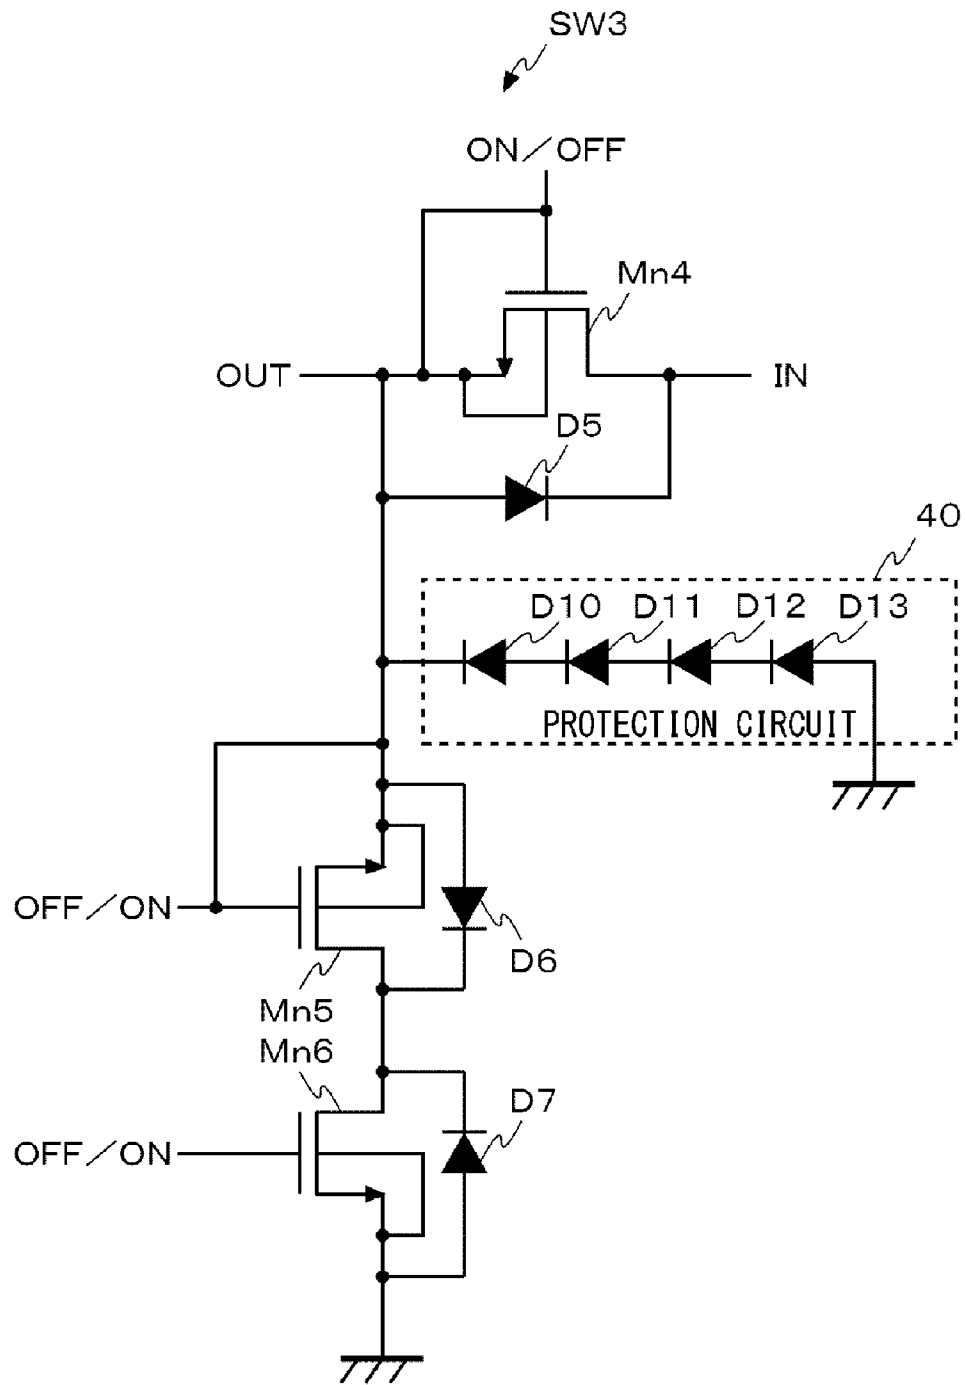 SW3
ON/OFF
Mn4
OUT
IN
D5
40
D10
D11
D12
D13
PROTECTION CIRCUIT
OFF/ON
D6
Mn5
Mn6
D7
OFF/ON